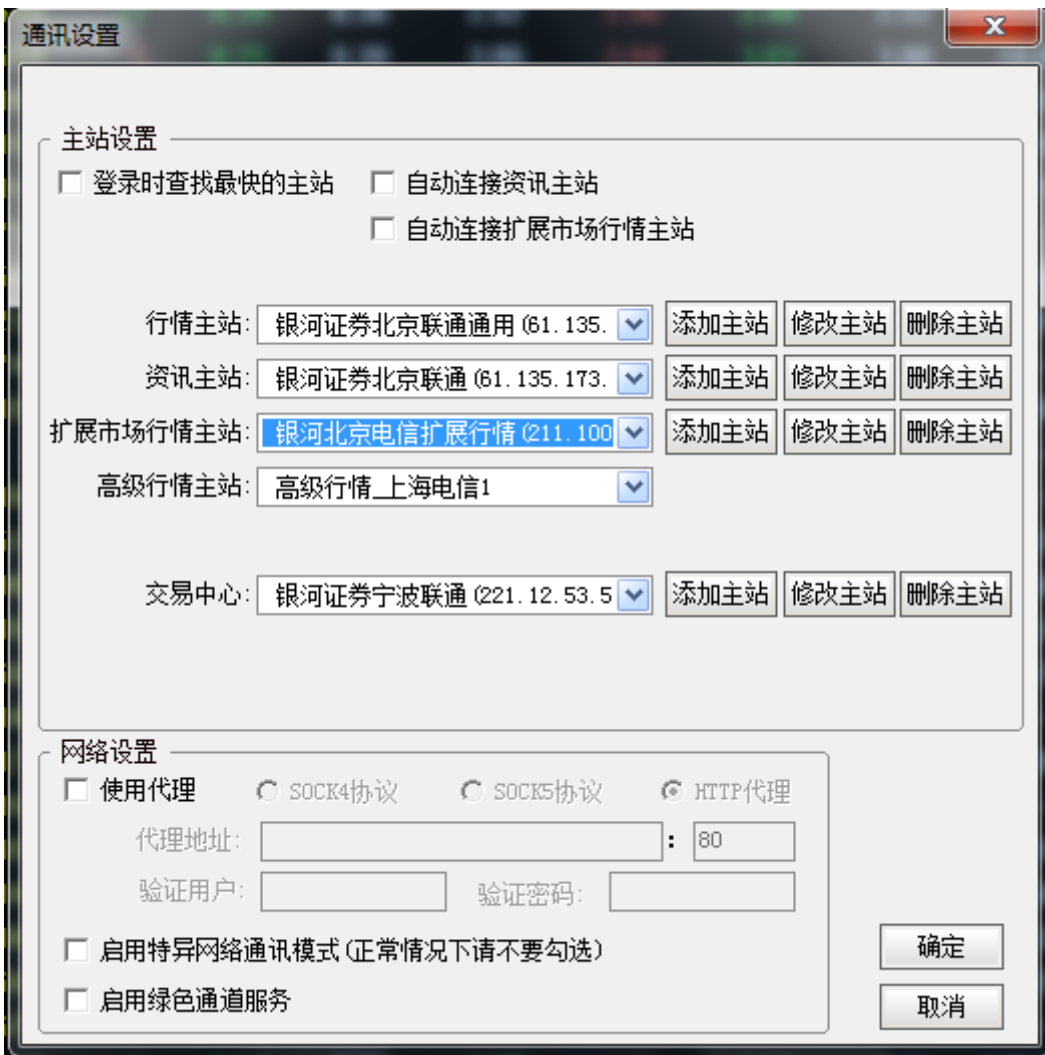 通讯设置
主站设置
登录时查找最快的主站 自动连接资讯主站
自动连接扩展市场行情主站
行情主站: 银河证券北京联通通用(61.135. 添加主站 修改主站 删除主站
资讯主站: 银河证券北京联通(61.135.173. 添加主站 修改主站 删除主站
扩展市场行情主站: 银河北京电信扩展行情(211.100 添加主站 修改主站 删除主站
高级行情主站: 高级行情_上海电信1
交易中心: 银河证券宁波联通(221.12.53.5 添加主站 修改主站 删除主站
网络设置
使用代理 SOCK4协议 SOCK5协议 HTTP代理
代理地址: : 80
验证用户: 验证密码:
启用特异网络通讯模式(正常情况下请不要勾选)
确定
启用绿色通道服务
取消